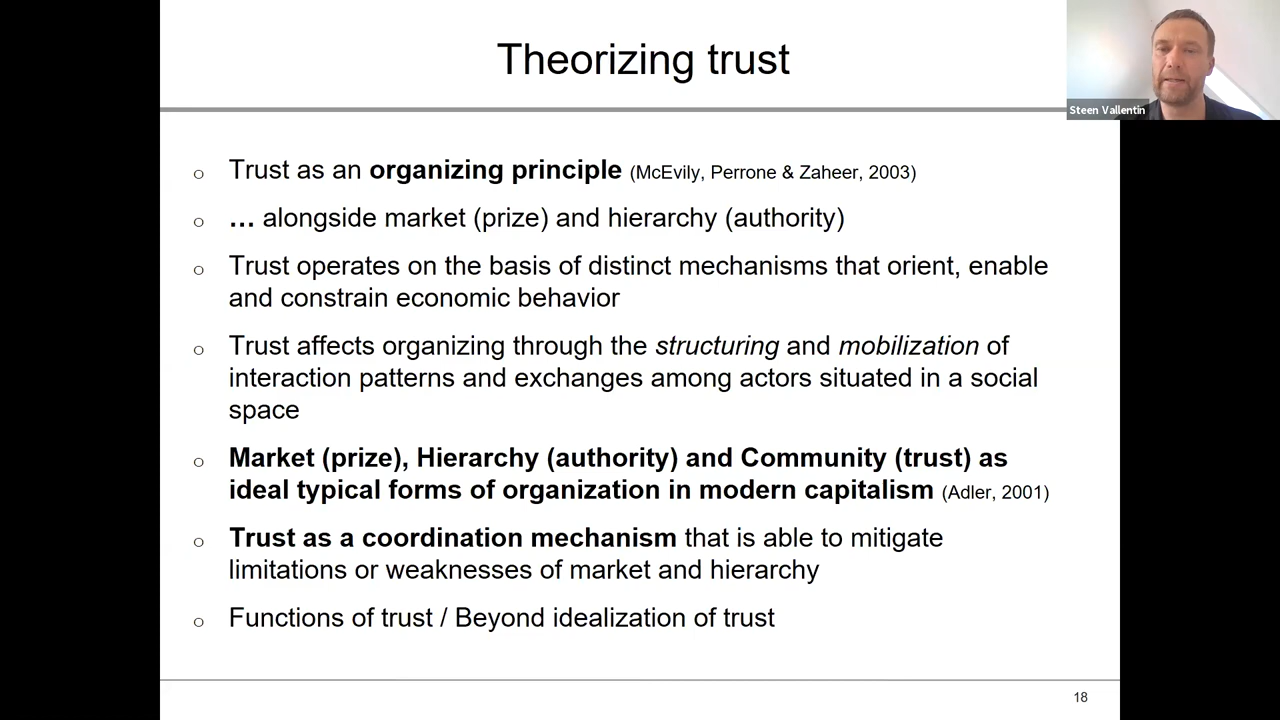 Theorizing trust
Steen Vallentin
o Trust as an organizing principle (McEvily, Perrone & Zaheer, 2003)
o … alongside market (prize) and hierarchy (authority)
o Trust operates on the basis of distinct mechanisms that orient, enable
and constrain economic behavior
o Trust affects organizing through the structuring and mobilization of
interaction patterns and exchanges among actors situated in a social
space
o Market (prize), Hierarchy (authority) and Community (trust) as
ideal typical forms of organization in modern capitalism (Adler, 2001)
o Trust as a coordination mechanism that is able to mitigate
limitations or weaknesses of market and hierarchy
o Functions of trust / Beyond idealization of trust
18